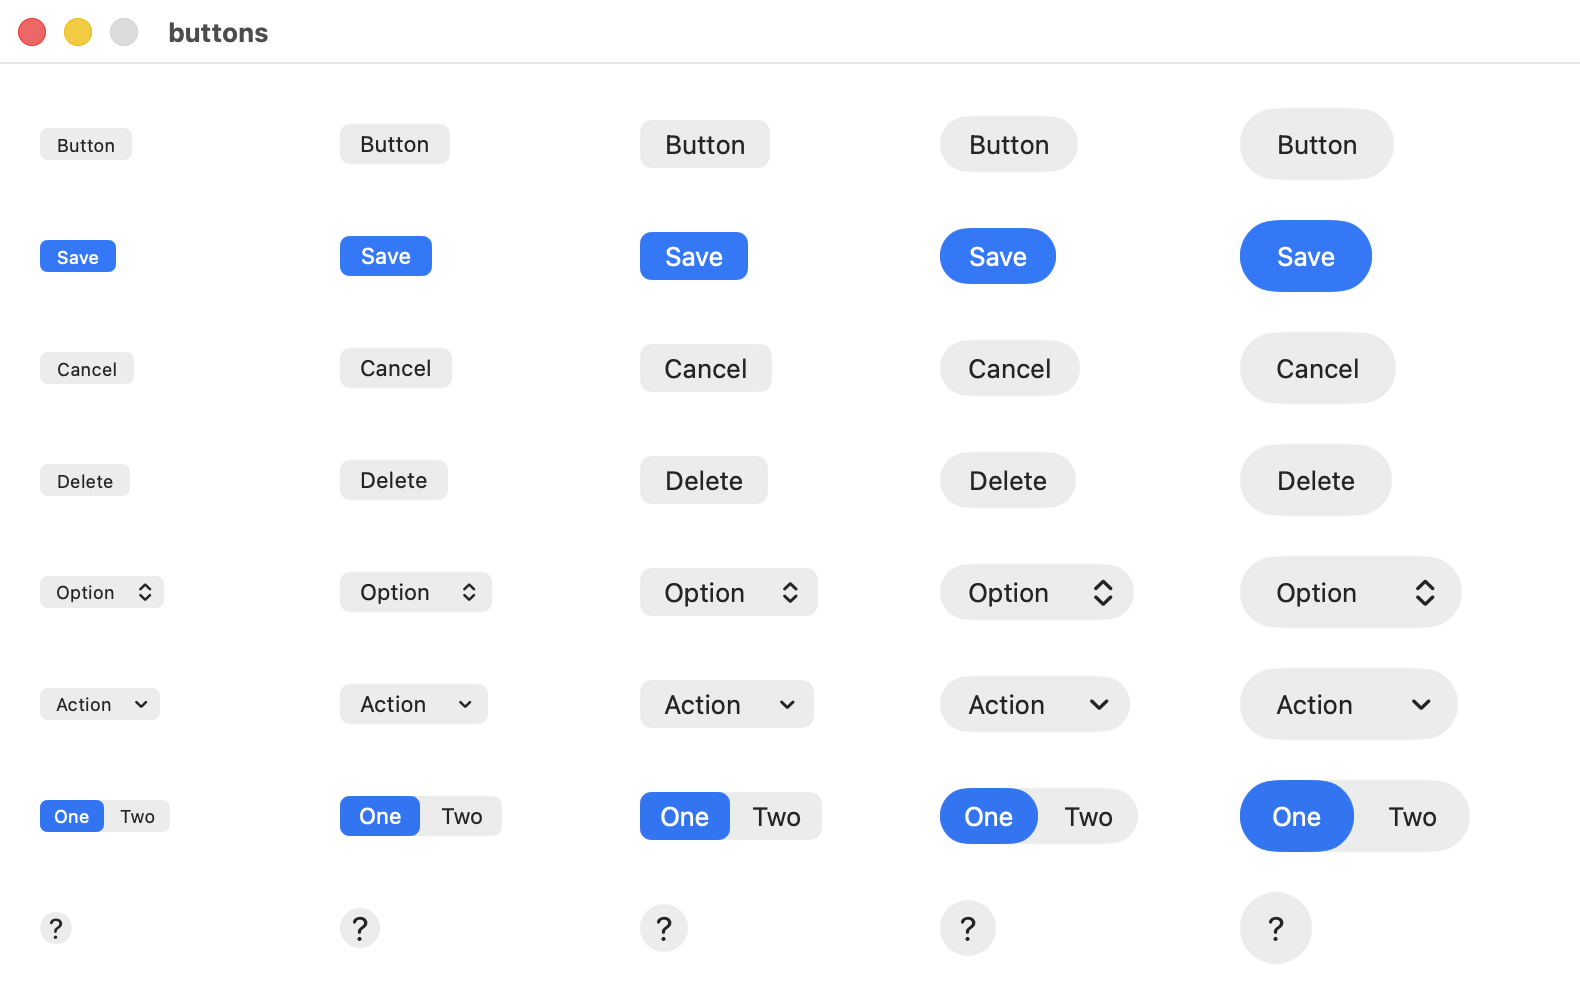 buttons
Button Button Button Button Button
Save Save Save Save Save
Cancel Cancel Cancel Cancel Cancel
Delete Delete Delete Delete Delete
Option Option Option Option Option
Action Action Action Action Action
One Two One Two One Two One Two One Two
? ? ? ? ?